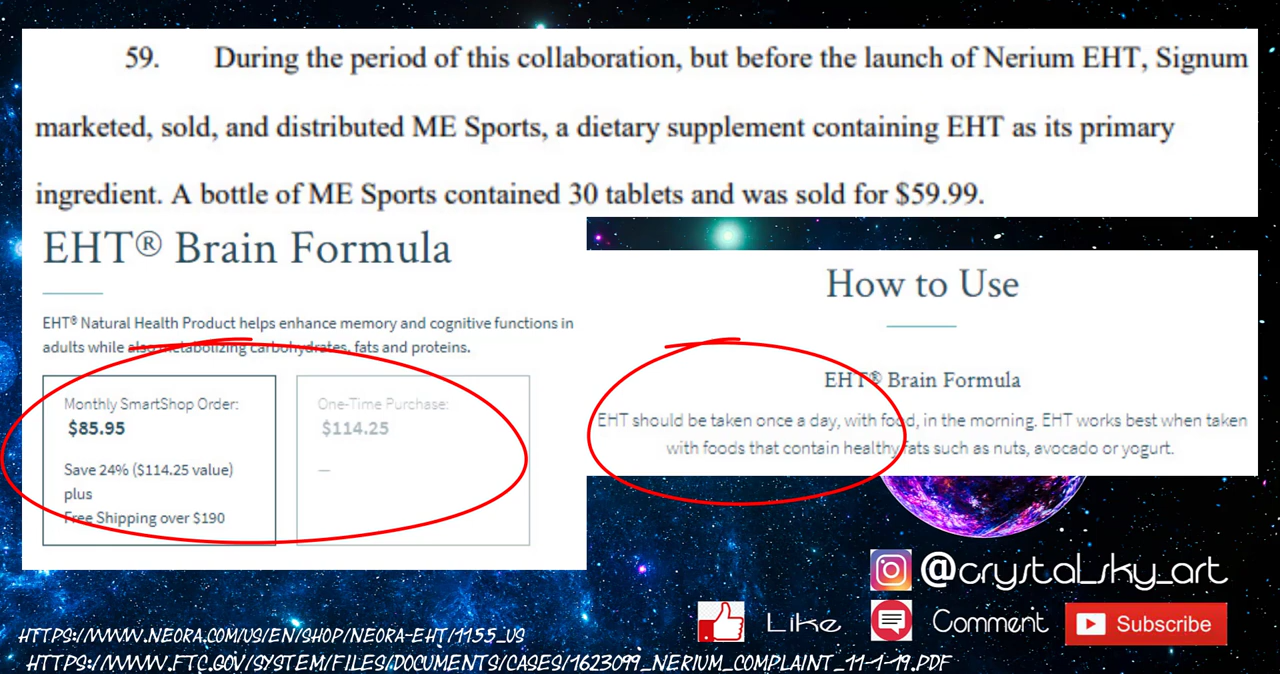 59. During the period of this collaboration, but before the launch of Nerium EHT, Signum
marketed, sold, and distributed ME Sports, a dietary supplement containing EHT as its primary
ingredient. A bottle of ME Sports contained 30 tablets and was sold for $59.99.
EHT® Brain Formula
EHT® Natural Health Product helps enhance memory and cognitive functions in
adults while also metabolizing carbohydrates, fats and proteins.
Monthly SmartShop Order:
$85.95
Save 24% ($114.25 value)
plus
Free Shipping over $190
One-Time Purchase:
$114.25
—
How to Use
EHT® Brain Formula
EHT should be taken once a day, with food, in the morning. EHT works best when taken
with foods that contain healthy fats such as nuts, avocado or yogurt.
@crystal_sky_art
Like
Comment
Subscribe
HTTPS://WWW.NEORA.COM/US/EN/SHOP/NEORA-EHT/1155_US
HTTPS://WWW.FTC.GOV/SYSTEM/FILES/DOCUMENTS/CASES/1623099_NERIUM_COMPLAINT_11-1-19.PDF